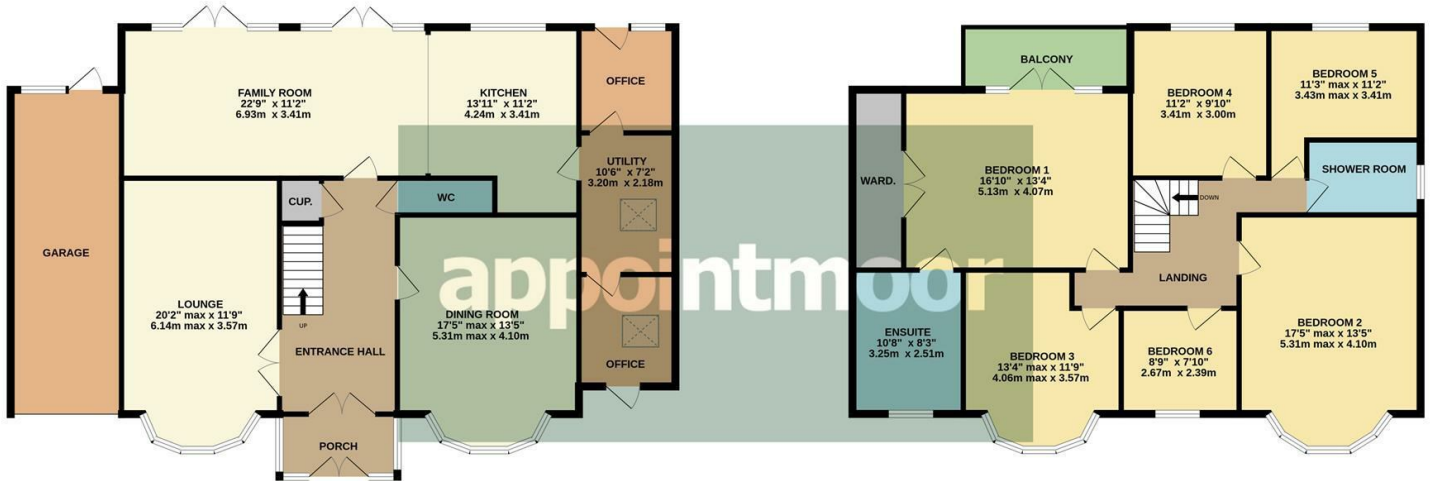 FAMILY ROOM
22'9" x 11'2"
6.93m x 3.41m
KITCHEN
13'11" x 11'2"
4.24m x 3.41m
OFFICE
UTILITY
10'6" x 7'2"
3.20m x 2.18m
CUP.
WC
GARAGE
LOUNGE
20'2" max x 11'9"
6.14m max x 3.57m
UP
ENTRANCE HALL
DINING ROOM
17'5" max x 13'5"
5.31m max x 4.10m
OFFICE
PORCH
appointmoor
BALCONY
BEDROOM 4
11'2" x 9'10"
3.41m x 3.00m
BEDROOM 5
11'3" max x 11'2"
3.43m max x 3.41m
WARD.
BEDROOM 1
16'10" x 13'4"
5.13m x 4.07m
SHOWER ROOM
DOWN
LANDING
ENSUITE
10'8" x 8'3"
3.25m x 2.51m
BEDROOM 3
13'4" max x 11'9"
4.06m max x 3.57m
BEDROOM 6
8'9" x 7'10"
2.67m x 2.39m
BEDROOM 2
17'5" max x 13'5"
5.31m max x 4.10m